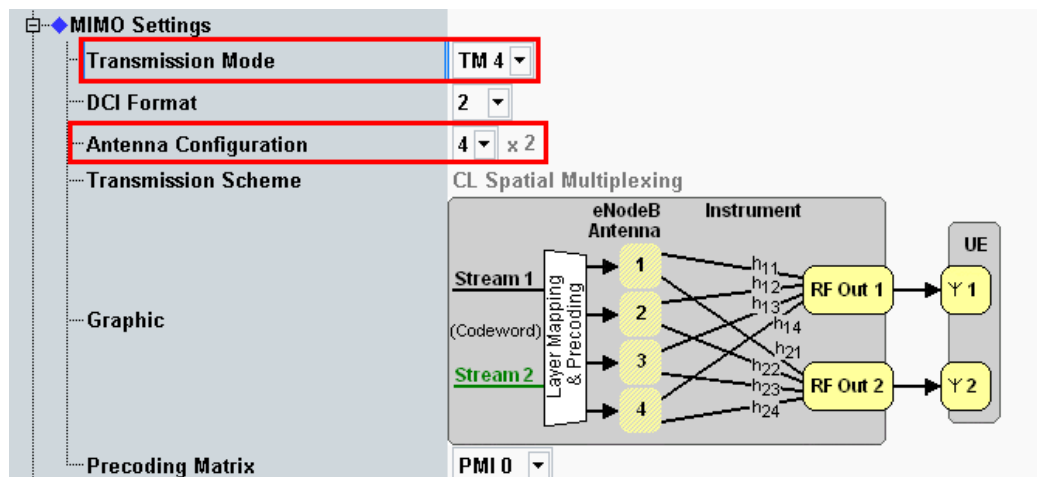 MIMO Settings
Transmission Mode TM 4
DCI Format 2
Antenna Configuration 4 x 2
Transmission Scheme CL Spatial Multiplexing
Graphic
eNodeB Antenna
Instrument
UE
Stream 1
(Codeword)
Stream 2
Layer Mapping
& Precoding
1
2
3
4
h11
h12
h13
h14
h21
h22
h23
h24
RF Out 1
RF Out 2
1
2
Precoding Matrix PMI 0